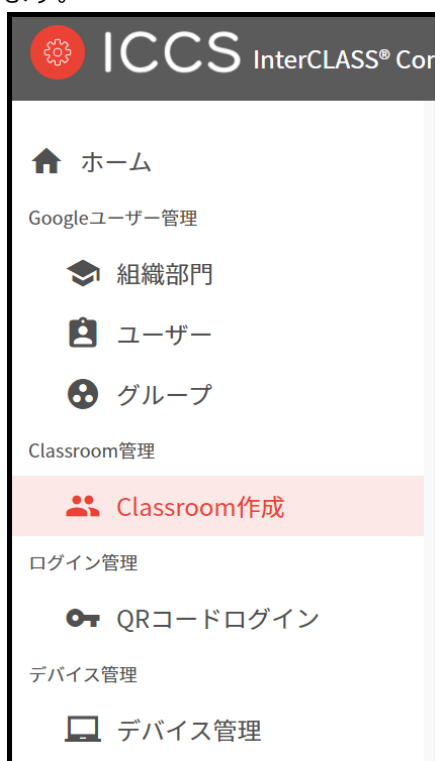 ICCS InterCLASS® Cor
ホーム
Googleユーザー管理
組織部門
ユーザー
グループ
Classroom管理
Classroom作成
ログイン管理
QRコードログイン
デバイス管理
デバイス管理